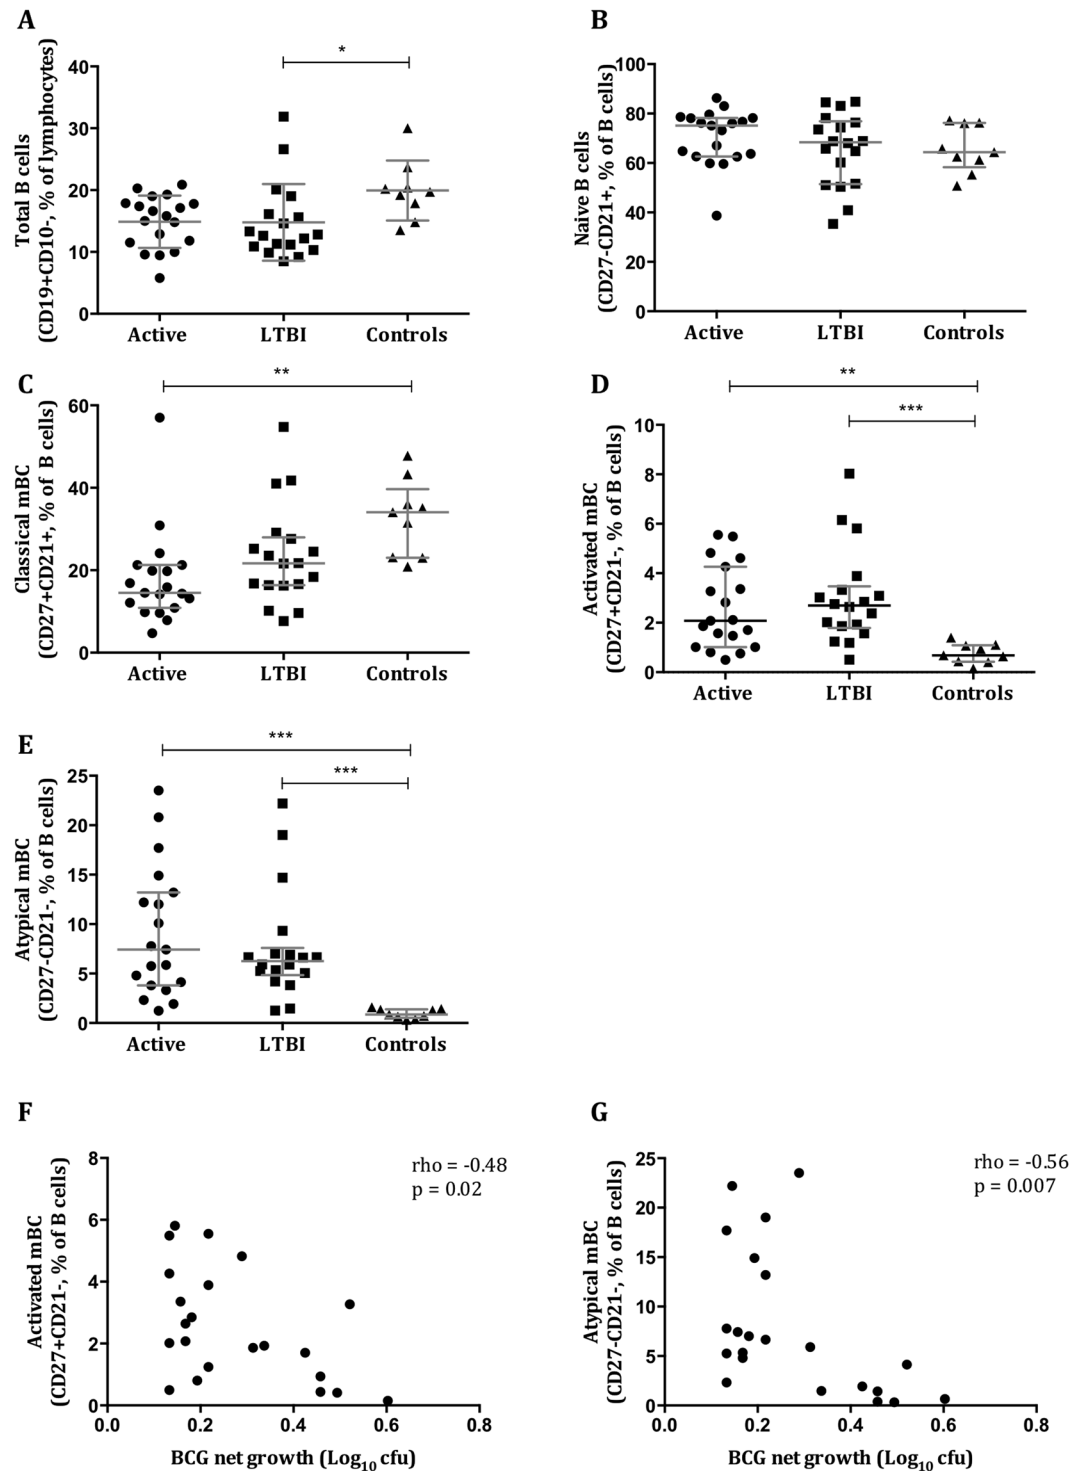 A
Total B cells
(CD19+CD10-, % of lymphocytes)
40
30
20
10
0
*
Active
LTBI
Controls
B
Naive B cells
(CD27-CD21+, % of B cells)
100
80
60
40
20
0
Active
LTBI
Controls
C
Classical mBC
(CD27+CD21+, % of B cells)
60
40
20
0
**
Active
LTBI
Controls
D
Activated mBC
(CD27+CD21-, % of B cells)
10
8
6
4
2
0
**
***
Active
LTBI
Controls
E
Atypical mBC
(CD27-CD21-, % of B cells)
25
20
15
10
5
0
***
***
Active
LTBI
Controls
F
Activated mBC
(CD27+CD21-, % of B cells)
8
6
4
2
0
rho = -0.48
p = 0.02
0.0 0.2 0.4 0.6 0.8
BCG net growth (Log10 cfu)
G
Atypical mBC
(CD27-CD21-, % of B cells)
25
20
15
10
5
0
rho = -0.56
p = 0.007
0.0 0.2 0.4 0.6 0.8
BCG net growth (Log10 cfu)